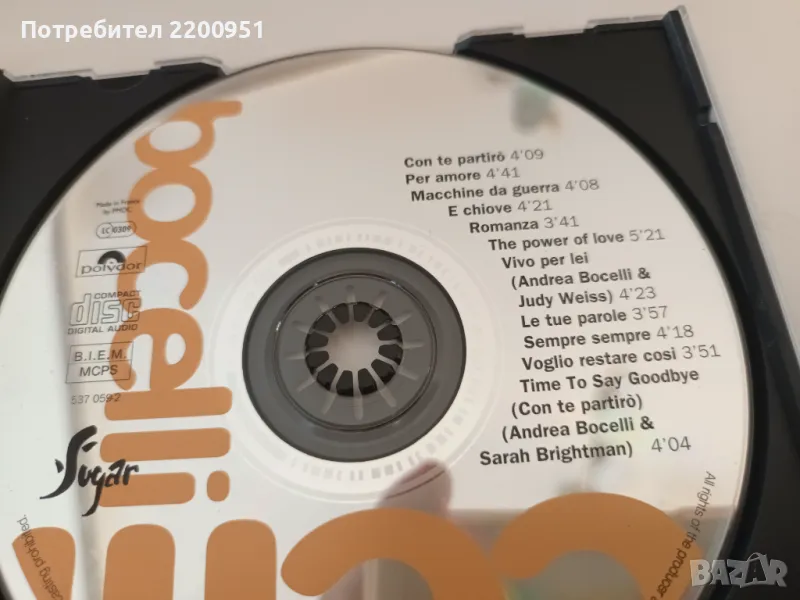 Потребител 2200951
bocelli
Con te partirò 4'09
Per amore 4'41
Macchine da guerra 4'08
E chiove 4'21
Romanza 3'41
The power of love 5'21
Vivo per lei
(Andrea Bocelli &
Judy Weiss) 4'23
Le tue parole 3'57
Sempre sempre 4'18
Voglio restare così 3'51
Time To Say Goodbye
(Con te partirò)
(Andrea Bocelli &
Sarah Brightman) 4'04
Made in France
by PMDC
LC 0309
Polydor
COMPACT
disc
DIGITAL AUDIO
B.I.E.M.
MCPS
537 059-2
Sugar
casting prohibited.
All rights of the producer
BAZAR
.bg